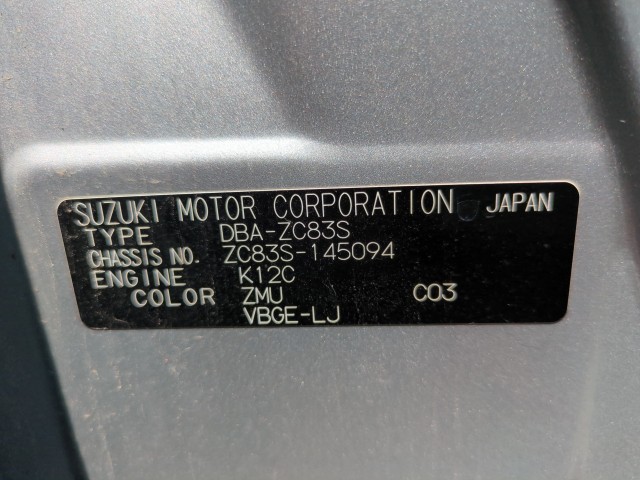 SUZUKI MOTOR CORPORATION JAPAN
TYPE DBA-ZC83S
CHASSIS NO. ZC83S-145094
ENGINE K12C
COLOR ZMU C03
VBGE-LJ